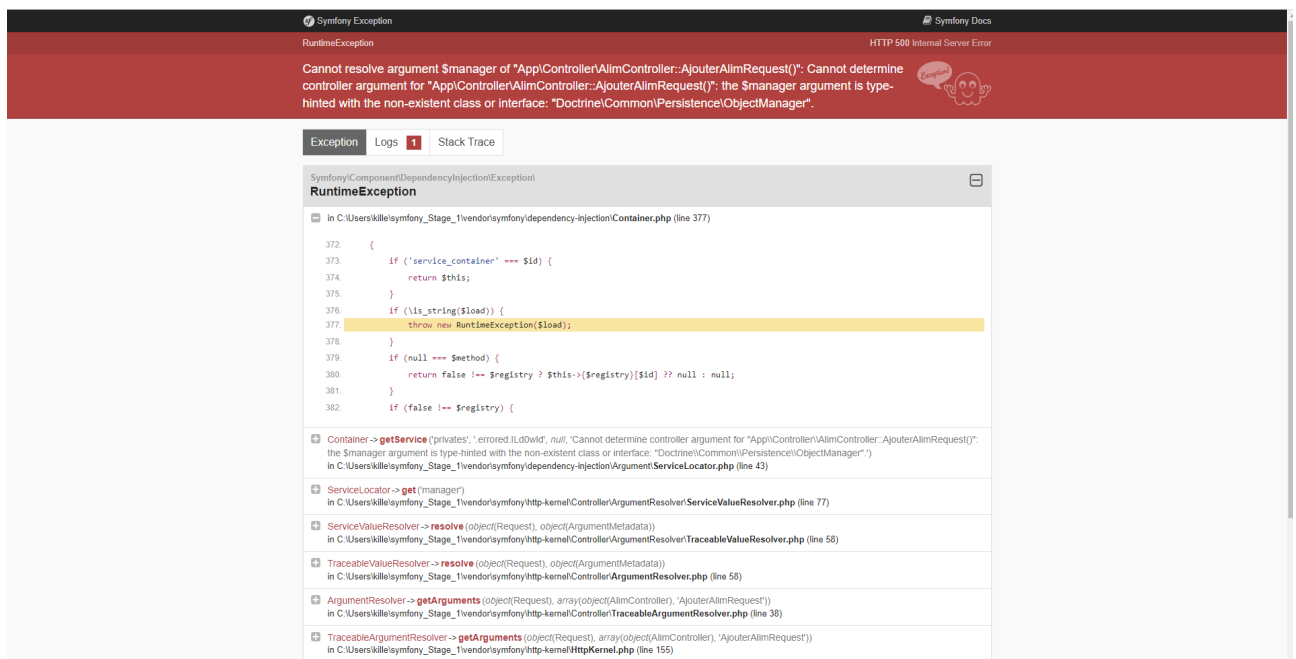 Symfony Exception
Symfony Docs
RuntimeException
HTTP 500 Internal Server Error
Cannot resolve argument $manager of "App\Controller\AlimController::AjouterAlimRequest()": Cannot determine
controller argument for "App\Controller\AlimController::AjouterAlimRequest()": the $manager argument is type-
hinted with the non-existent class or interface: "Doctrine\Common\Persistence\ObjectManager".
Exception!
Exception
Logs 1
Stack Trace
Symfony\Component\DependencyInjection\Exception\
RuntimeException
in C:\Users\kille\symfony_Stage_1\vendor\symfony\dependency-injection\Container.php (line 377)
372. {
373. if ('service_container' === $id) {
374. return $this;
375. }
376. if (\is_string($load)) {
377. throw new RuntimeException($load);
378. }
379. if (null === $method) {
380. return false !== $registry ? $this->{$registry}[$id] ?? null : null;
381. }
382. if (false !== $registry) {
Container->getService ('privates', '.errored.ILd0wId', null, 'Cannot determine controller argument for "App\\Controller\\AlimController::AjouterAlimRequest()":
the $manager argument is type-hinted with the non-existent class or interface: "Doctrine\\Common\\Persistence\\ObjectManager".')
in C:\Users\kille\symfony_Stage_1\vendor\symfony\dependency-injection\Argument\ServiceLocator.php (line 43)
ServiceLocator->get ('manager')
in C:\Users\kille\symfony_Stage_1\vendor\symfony\http-kernel\Controller\ArgumentResolver\ServiceValueResolver.php (line 77)
ServiceValueResolver->resolve (object(Request), object(ArgumentMetadata))
in C:\Users\kille\symfony_Stage_1\vendor\symfony\http-kernel\Controller\ArgumentResolver\TraceableValueResolver.php (line 58)
TraceableValueResolver->resolve (object(Request), object(ArgumentMetadata))
in C:\Users\kille\symfony_Stage_1\vendor\symfony\http-kernel\Controller\ArgumentResolver.php (line 58)
ArgumentResolver->getArguments (object(Request), array(object(AlimController), 'AjouterAlimRequest'))
in C:\Users\kille\symfony_Stage_1\vendor\symfony\http-kernel\Controller\TraceableArgumentResolver.php (line 38)
TraceableArgumentResolver->getArguments (object(Request), array(object(AlimController), 'AjouterAlimRequest'))
in C:\Users\kille\symfony_Stage_1\vendor\symfony\http-kernel\HttpKernel.php (line 155)